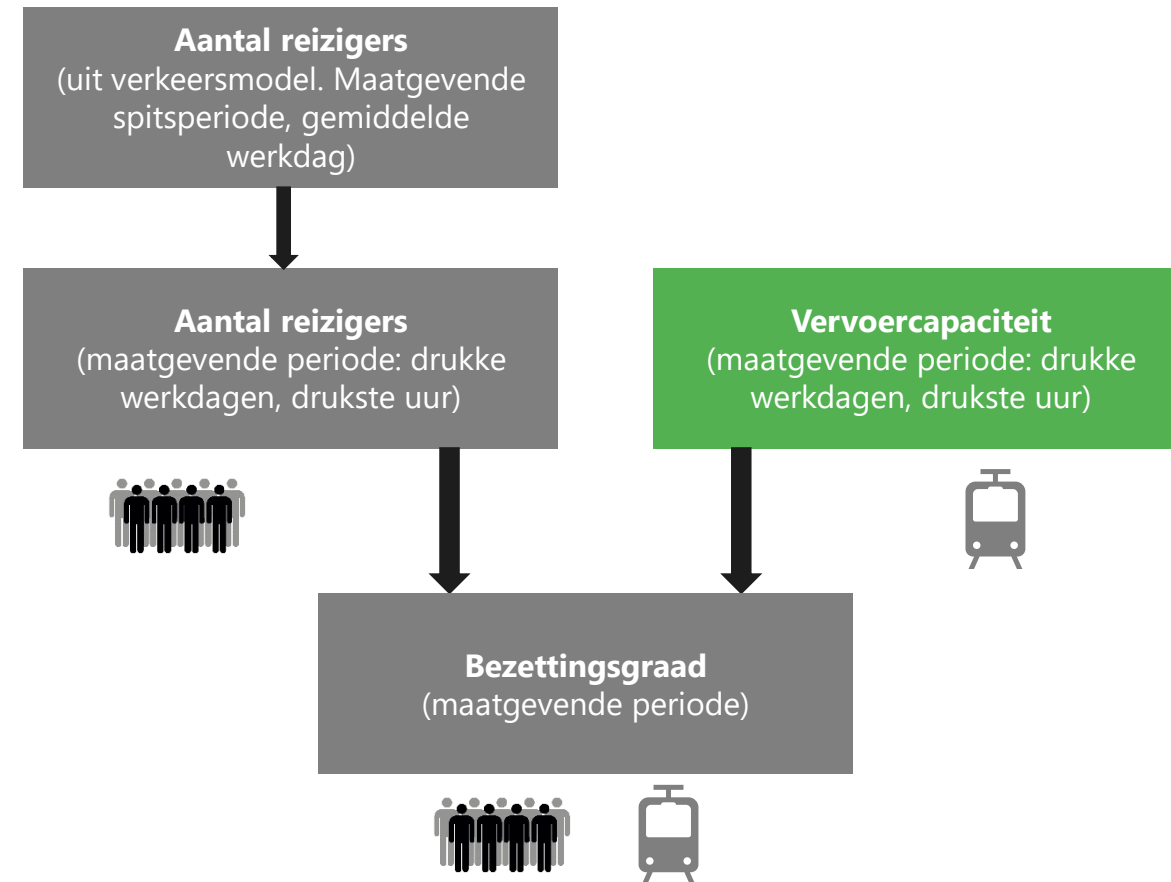 Aantal reizigers
(uit verkeersmodel. Maatgevende
spitsperiode, gemiddelde
werkdag)
Aantal reizigers
(maatgevende periode: drukke
werkdagen, drukste uur)
Vervoercapaciteit
(maatgevende periode: drukke
werkdagen, drukste uur)
Bezettingsgraad
(maatgevende periode)